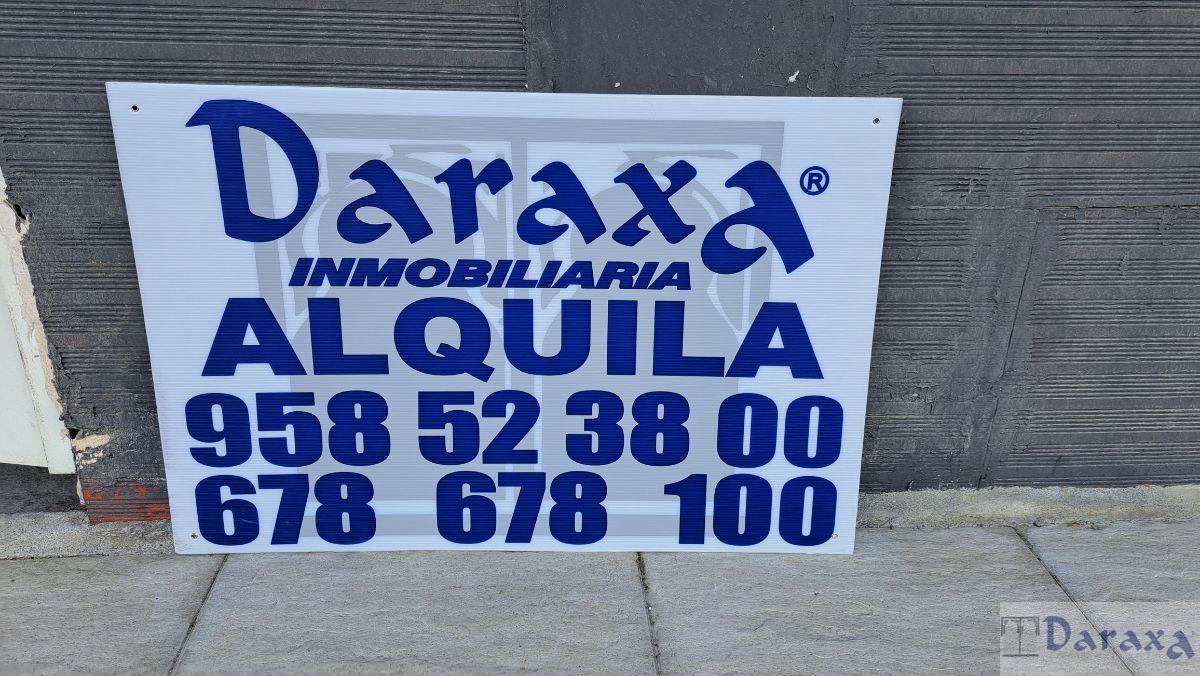 Daraxa®
INMOBILIARIA
ALQUILA
958 52 38 00
678 678 100
Daraxa